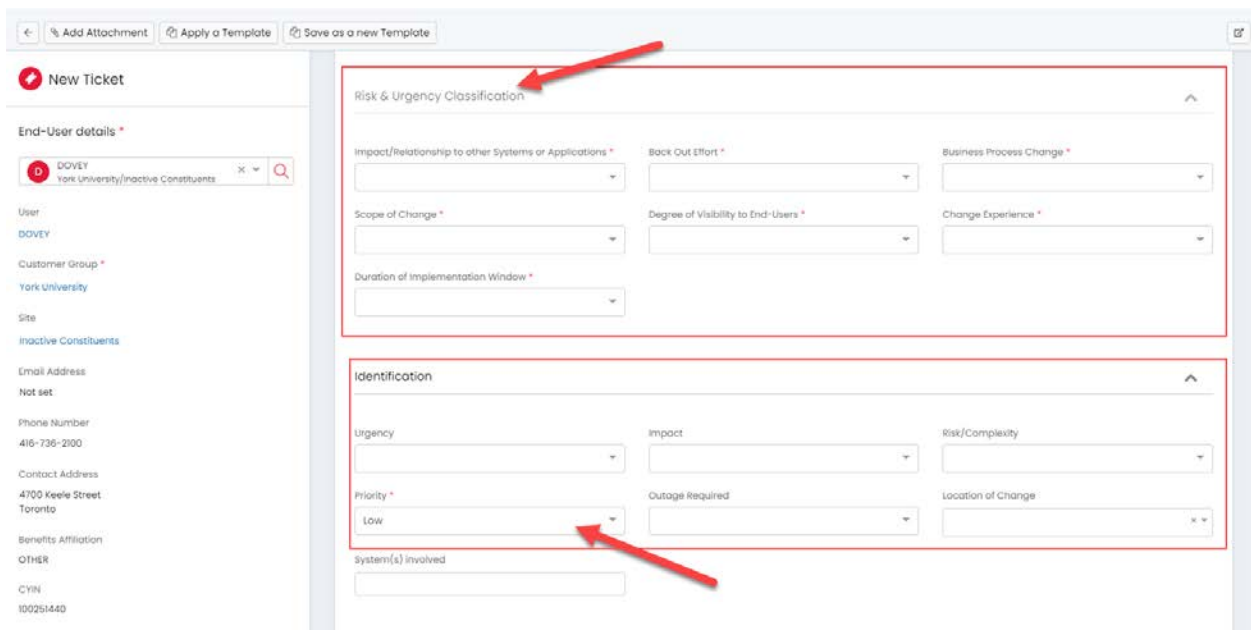 Add Attachment Apply a Template Save as a new Template
New Ticket
End-User details *
D DOVEY
York University/Inactive Constituents
User
DOVEY
Customer Group *
York University
Site
Inactive Constituents
Email Address
Not set
Phone Number
416-736-2100
Contact Address
4700 Keele Street
Toronto
Benefits Affiliation
OTHER
CYIN
100251440
Risk & Urgency Classification
Impact/Relationship to other Systems or Applications * Back Out Effort * Business Process Change *
Scope of Change * Degree of Visibility to End-Users * Change Experience *
Duration of Implementation Window *
Identification
Urgency Impact Risk/Complexity
Priority * Outage Required Location of Change
Low
System(s) involved